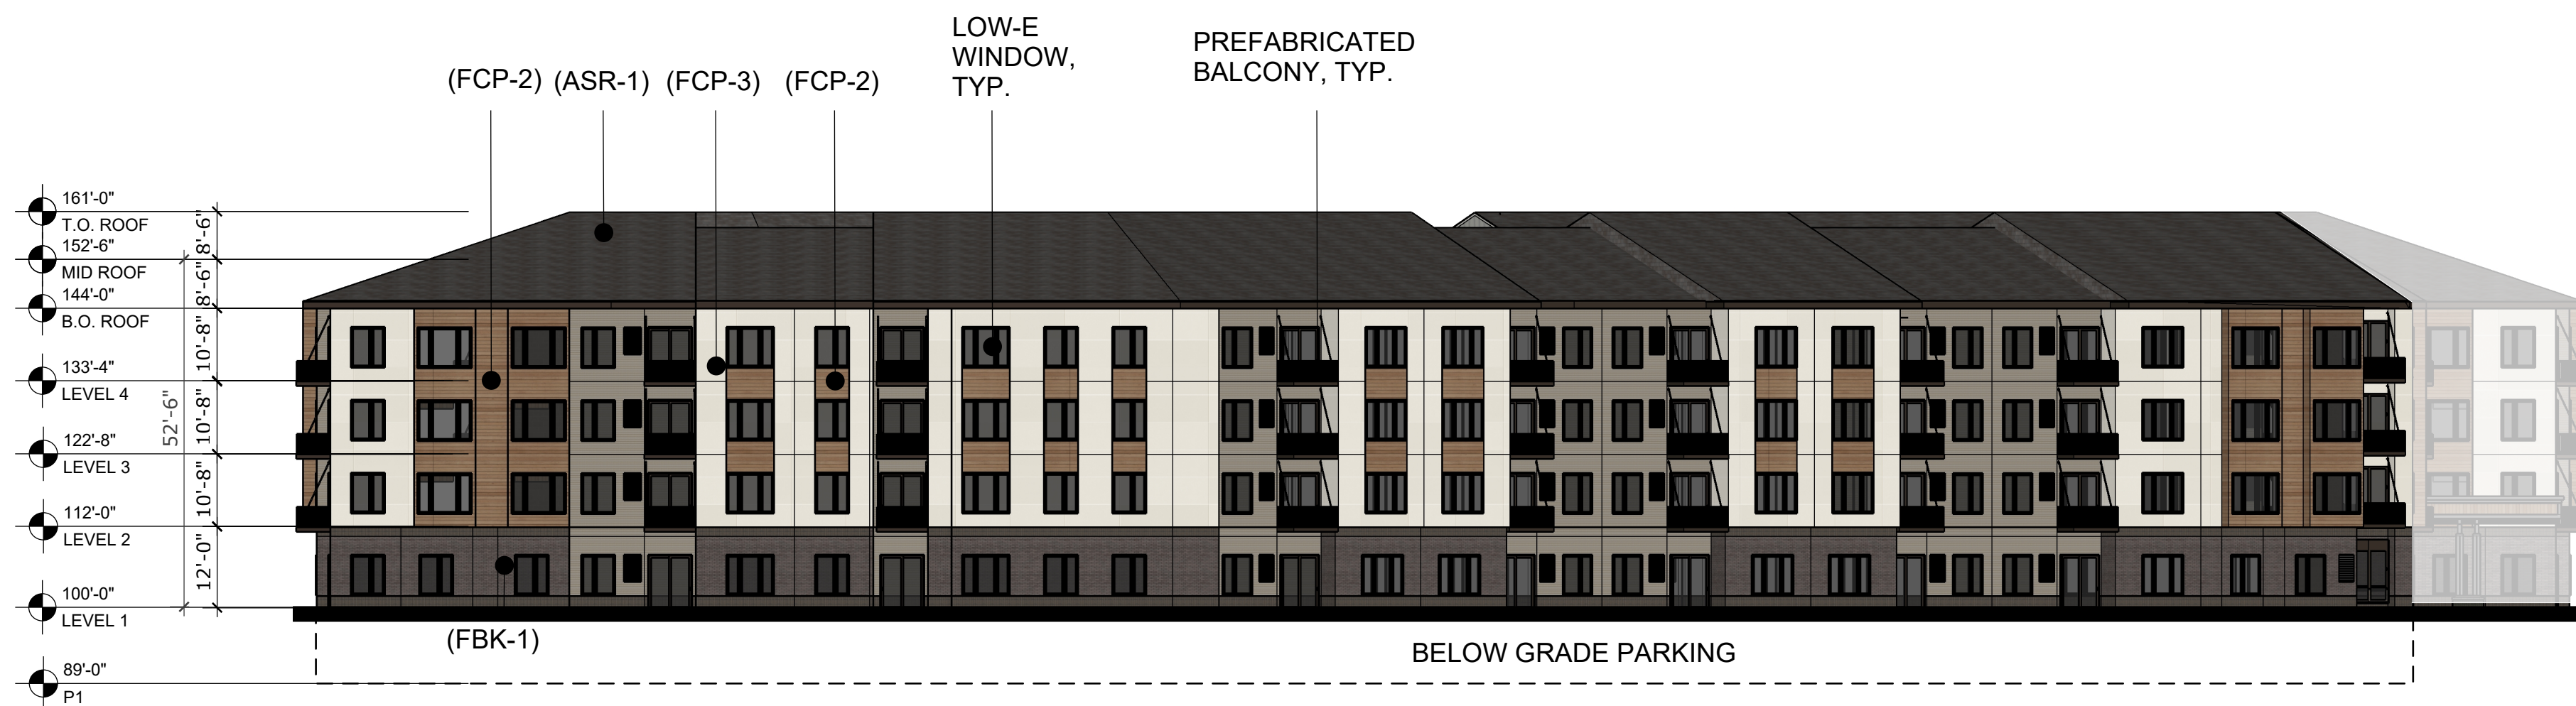 LOW-E
WINDOW,
TYP.
PREFABRICATED
BALCONY, TYP.
(FCP-2) (ASR-1) (FCP-3) (FCP-2)
161'-0"
T.O. ROOF
152'-6"
MID ROOF
144'-0"
B.O. ROOF
133'-4"
LEVEL 4
122'-8"
LEVEL 3
112'-0"
LEVEL 2
100'-0"
LEVEL 1
89'-0"
P1
8'-6"
8'-6"
10'-8"
10'-8"
10'-8"
12'-0"
52'-6"
(FBK-1)
BELOW GRADE PARKING